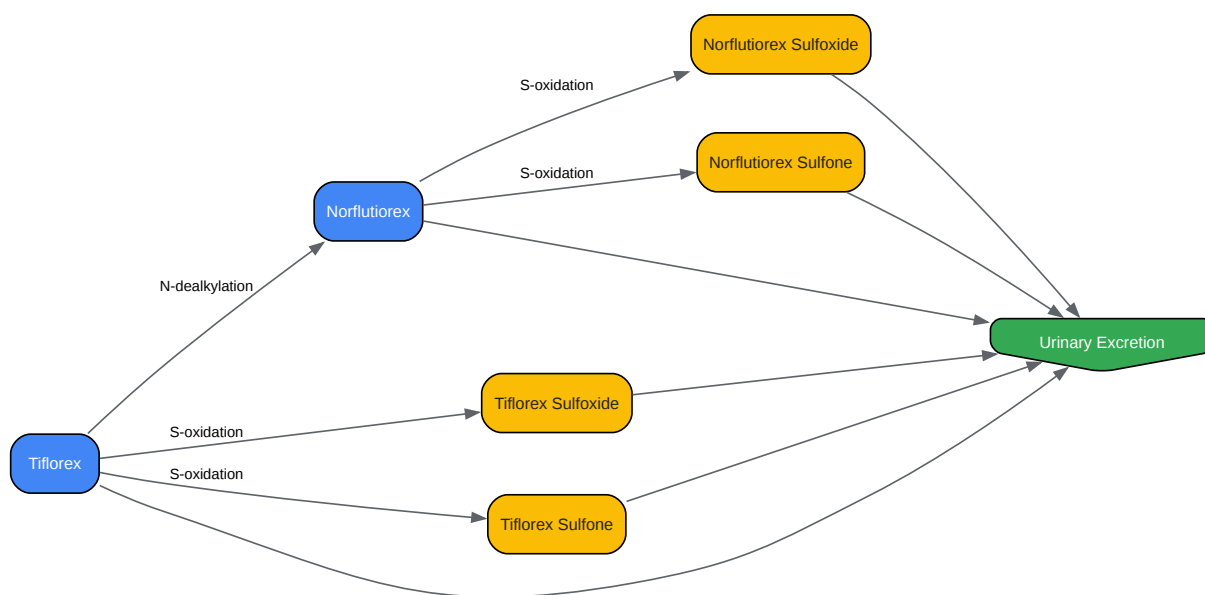 Norflutiorex Sulfoxide
S-oxidation
Norflutiorex Sulfone
S-oxidation
Norflutiorex
N-dealkylation
Urinary Excretion
Tiflorex Sulfoxide
S-oxidation
Tiflorex
S-oxidation
Tiflorex Sulfone